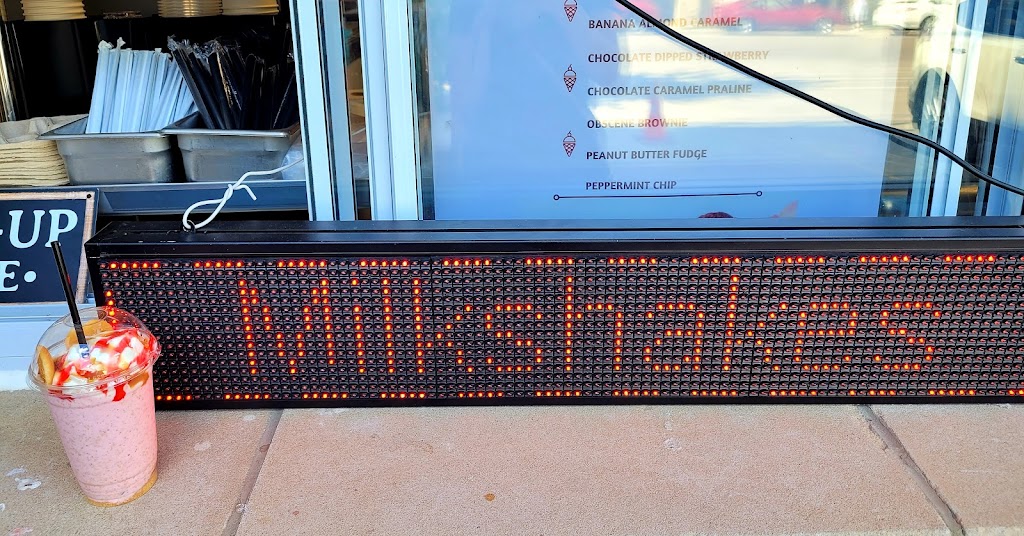 BANANA ALMOND CARAMEL
CHOCOLATE DIPPED STRAWBERRY
CHOCOLATE CARAMEL PRALINE
OBSCENE BROWNIE
PEANUT BUTTER FUDGE
PEPPERMINT CHIP
-UP
E•
Milkshakes